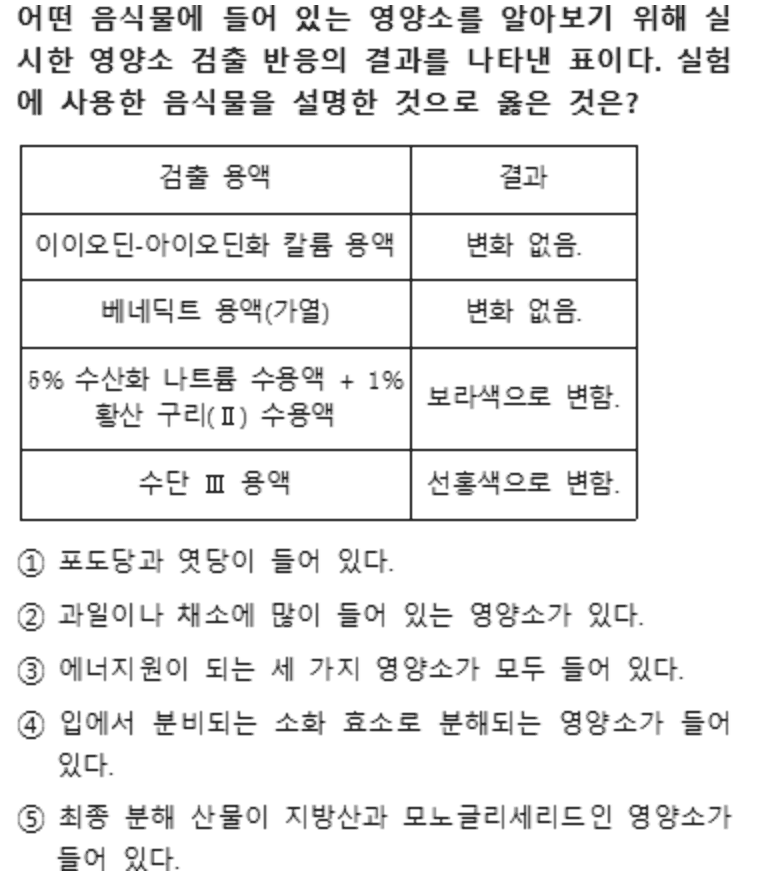 어떤 음식물에 들어 있는 영양소를 알아보기 위해 실
시한 영양소 검출 반응의 결과를 나타낸 표이다. 실험
에 사용한 음식물을 설명한 것으로 옳은 것은?
검출 용액
결과
아이오딘-아이오딘화 칼륨 용액
변화 없음.
베네딕트 용액(가열)
변화 없음.
5% 수산화 나트륨 수용액 + 1%
황산 구리(Ⅱ) 수용액
보라색으로 변함.
수단 Ⅲ 용액
선홍색으로 변함.
① 포도당과 엿당이 들어 있다.
② 과일이나 채소에 많이 들어 있는 영양소가 있다.
③ 에너지원이 되는 세 가지 영양소가 모두 들어 있다.
④ 입에서 분비되는 소화 효소로 분해되는 영양소가 들어
있다.
⑤ 최종 분해 산물이 지방산과 모노글리세리드인 영양소가
들어 있다.